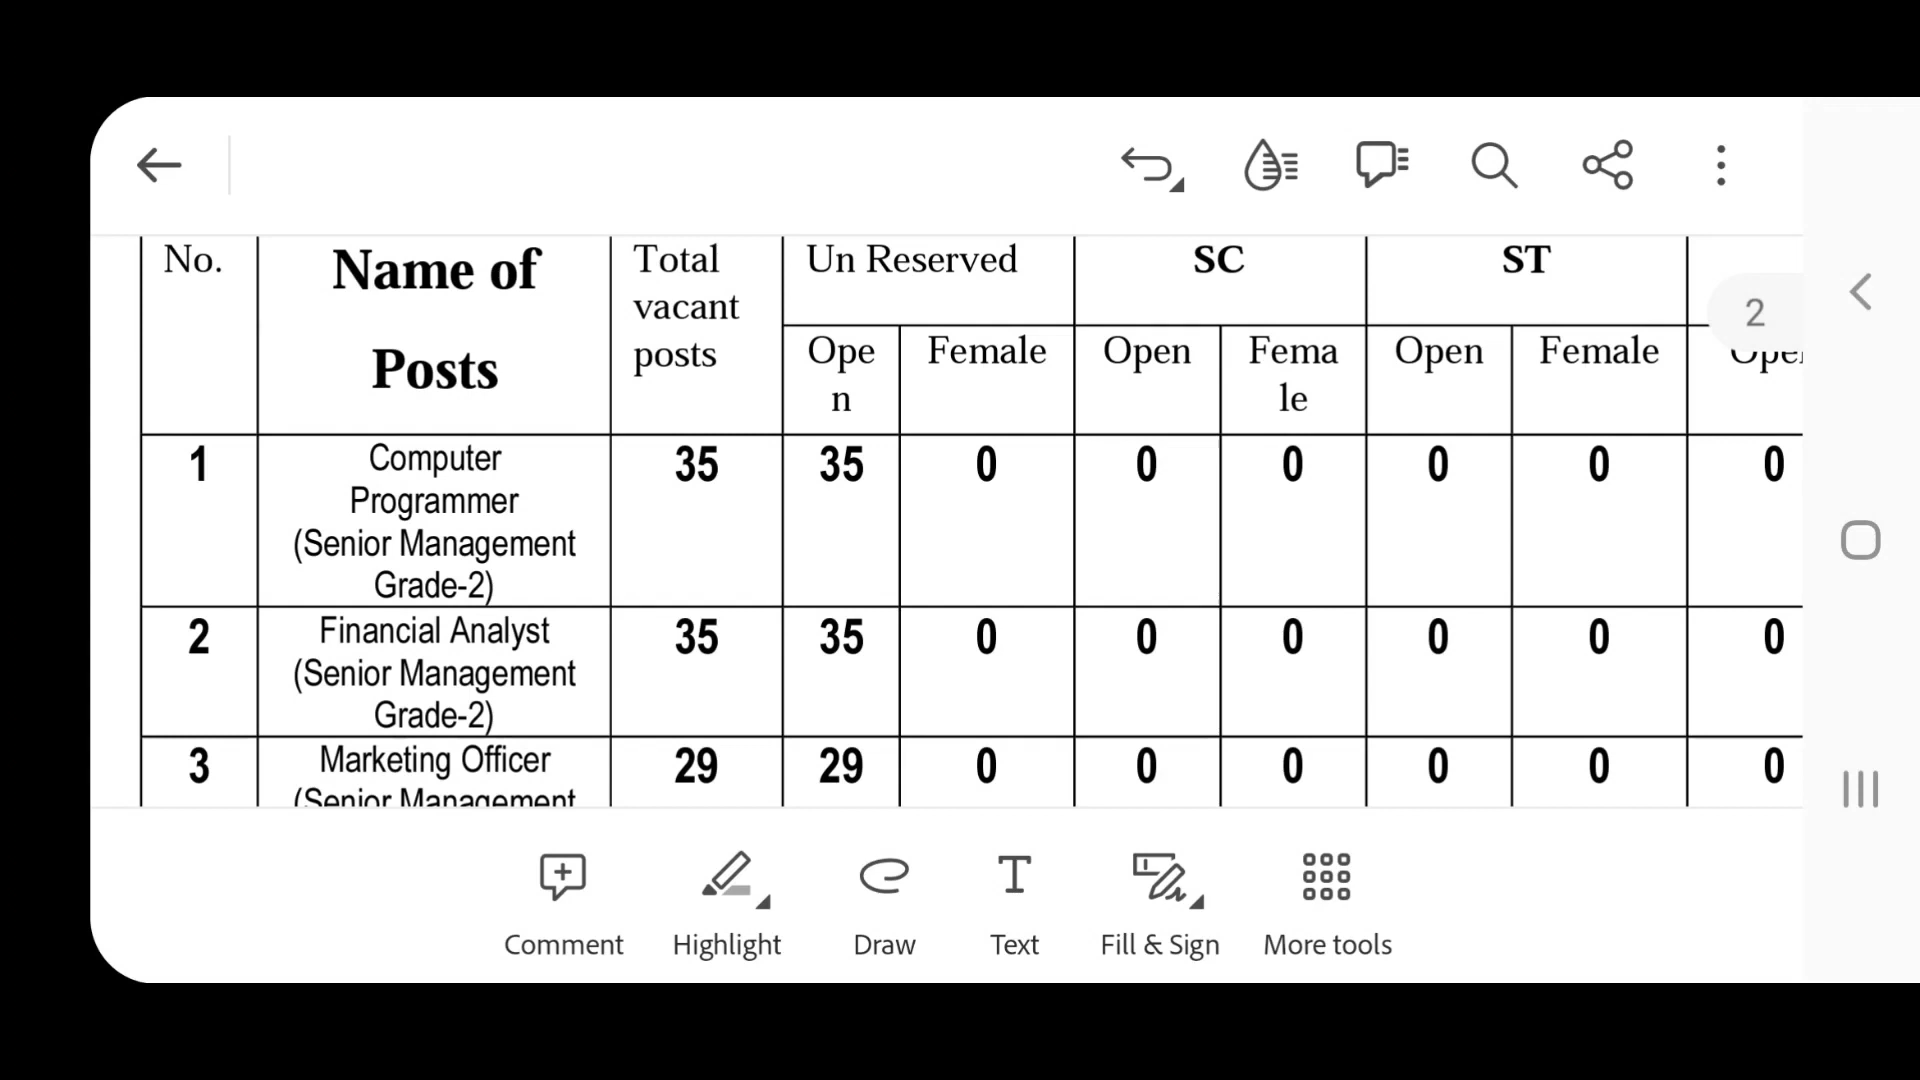 No.
Name of
Posts
Total
vacant
posts
Un Reserved
SC
ST
2
Ope
n
Female
Open
Fema
le
Open
Female
1
Computer
Programmer
(Senior Management
Grade-2)
35
35
0
0
0
0
0
0
2
Financial Analyst
(Senior Management
Grade-2)
35
35
0
0
0
0
0
0
3
Marketing Officer
(Senior Management
29
29
0
0
0
0
0
0
Comment
Highlight
Draw
Text
Fill & Sign
More tools